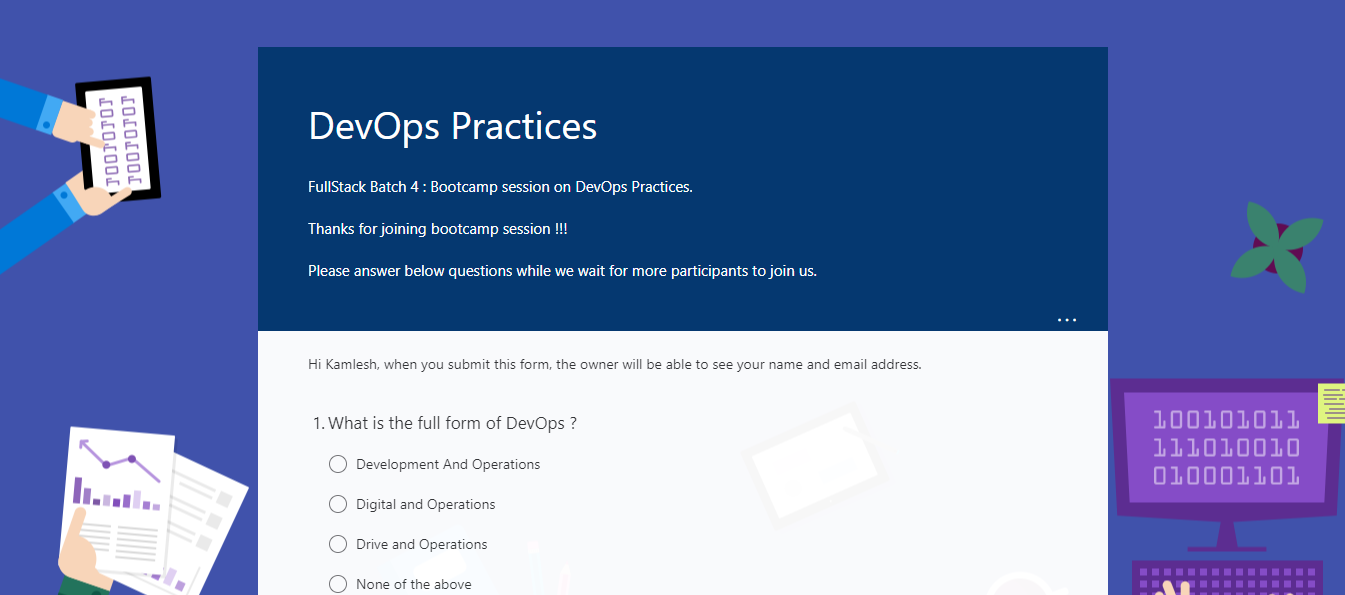 DevOps Practices
FullStack Batch 4 : Bootcamp session on DevOps Practices.
Thanks for joining bootcamp session !!!
Please answer below questions while we wait for more participants to join us.
...
Hi Kamlesh, when you submit this form, the owner will be able to see your name and email address.
1. What is the full form of DevOps ?
Development And Operations
Digital and Operations
Drive and Operations
None of the above
100101011
111010010
010001101